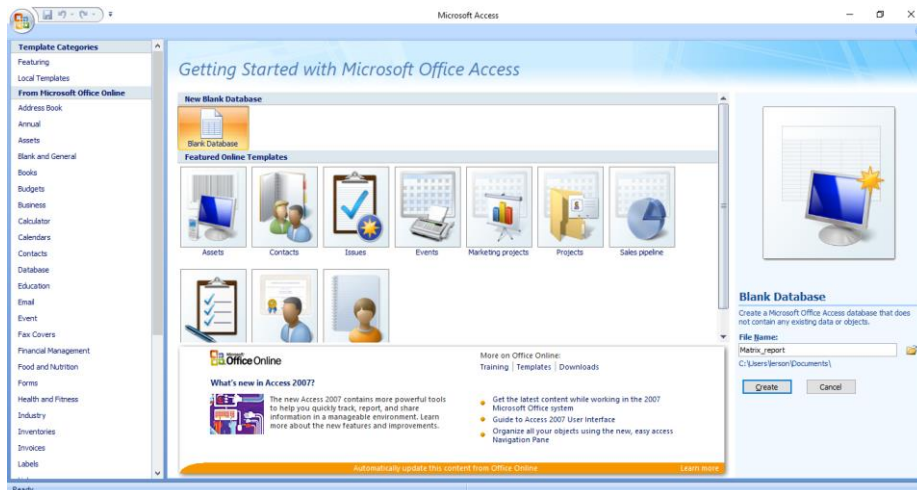 Microsoft Access
Template Categories
Featuring
Local Templates
From Microsoft Office Online
Address Book
Annual
Assets
Blank and General
Books
Budgets
Business
Calculator
Calendars
Contacts
Database
Education
Email
Event
Fax Covers
Financial Management
Food and Nutrition
Forms
Health and Fitness
Industry
Inventories
Invoices
Labels
Getting Started with Microsoft Office Access
New Blank Database
Blank Database
Featured Online Templates
Assets
Contacts
Issues
Events
Marketing projects
Projects
Sales pipeline
Microsoft
Office Online
What's new in Access 2007?
The new Access 2007 contains more powerful tools
to help you quickly track, report, and share
information in a manageable environment. Learn
more about the new features and improvements.
More on Office Online:
Training | Templates | Downloads
Get the latest content while working in the 2007
Microsoft Office system
Guide to Access 2007 User Interface
Organize all your objects using the new, easy access
Navigation Pane
Automatically update this content from Office Online
Learn more
Blank Database
Create a Microsoft Office Access database that does
not contain any existing data or objects.
File Name:
Matrix_report
C:\Users\lerson\Documents\
Create
Cancel
Ready